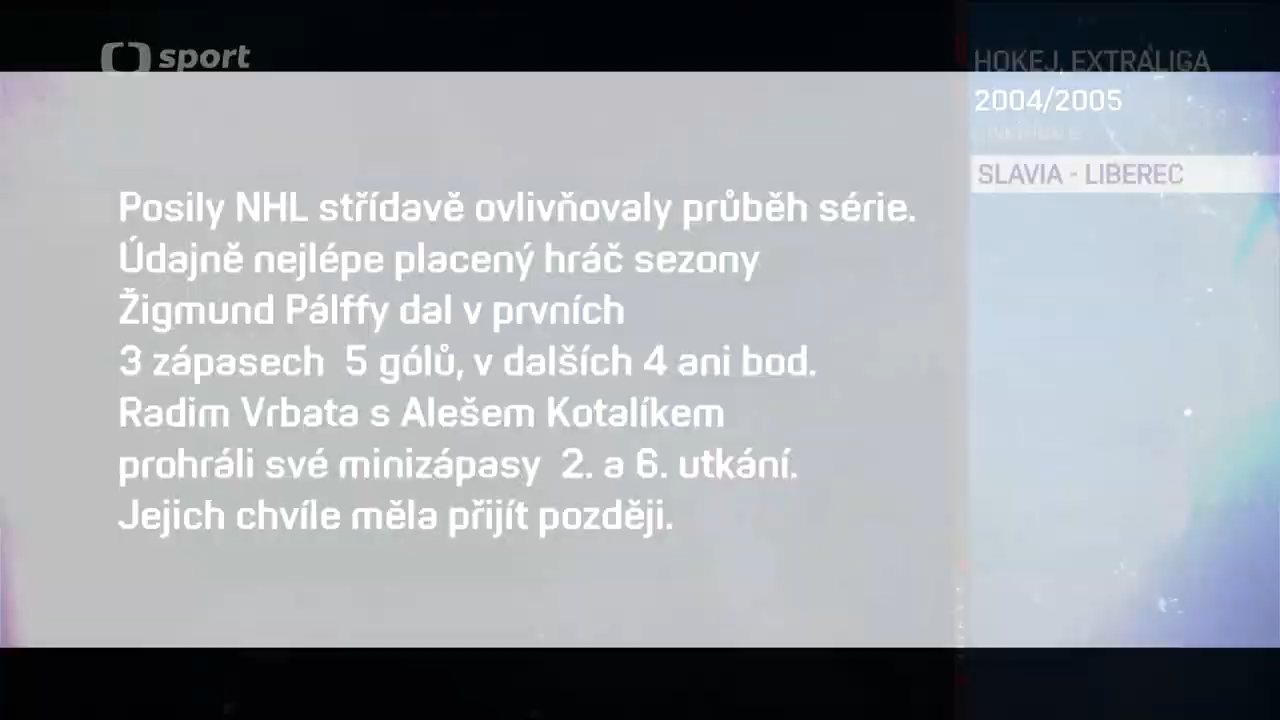 sport
HOKEJ, EXTRALIGA
2004/2005
SLAVIA - LIBEREC
Posily NHL střídavě ovlivňovaly průběh série.
Údajně nejlépe placený hráč sezony
Žigmund Pálffy dal v prvních
3 zápasech 5 gólů, v dalších 4 ani bod.
Radim Vrbata s Alešem Kotalíkem
prohráli své minizápasy 2. a 6. utkání.
Jejich chvíle měla přijít později.